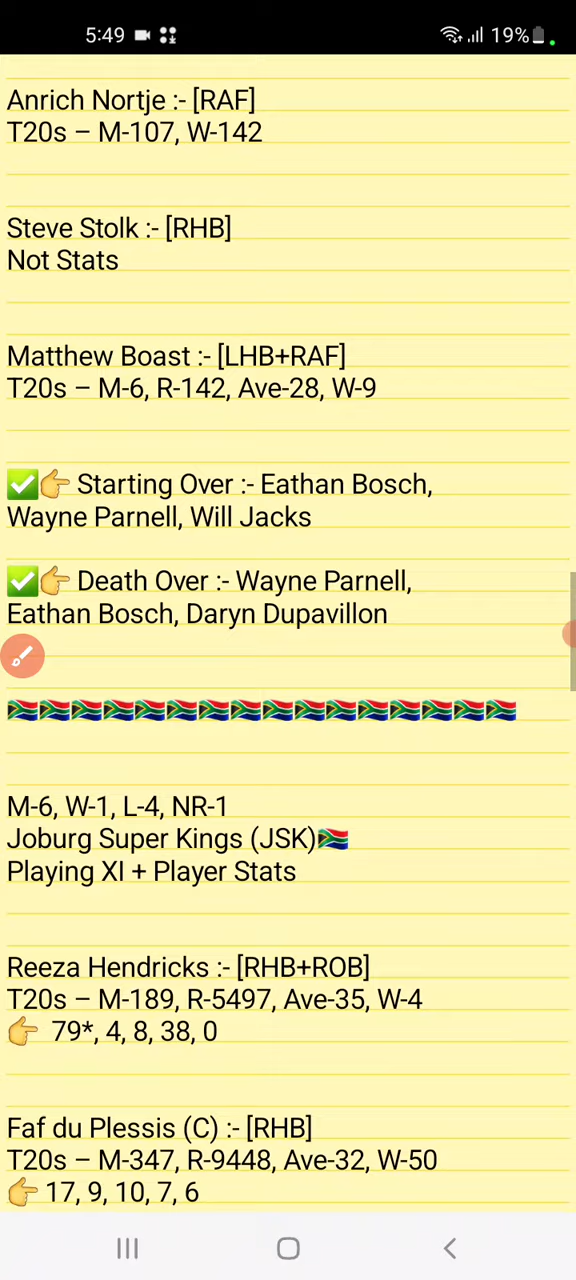 5:49
19%
Anrich Nortje :- [RAF]
T20s – M-107, W-142
Steve Stolk :- [RHB]
Not Stats
Matthew Boast :- [LHB+RAF]
T20s – M-6, R-142, Ave-28, W-9
✅👉 Starting Over :- Eathan Bosch,
Wayne Parnell, Will Jacks
✅👉 Death Over :- Wayne Parnell,
Eathan Bosch, Daryn Dupavillon
🇿🇦🇿🇦🇿🇦🇿🇦🇿🇦🇿🇦🇿🇦🇿🇦🇿🇦🇿🇦🇿🇦🇿🇦🇿🇦🇿🇦🇿🇦🇿🇦
M-6, W-1, L-4, NR-1
Joburg Super Kings (JSK)🇿🇦
Playing XI + Player Stats
Reeza Hendricks :- [RHB+ROB]
T20s – M-189, R-5497, Ave-35, W-4
👉 79*, 4, 8, 38, 0
Faf du Plessis (C) :- [RHB]
T20s – M-347, R-9448, Ave-32, W-50
👉 17, 9, 10, 7, 6